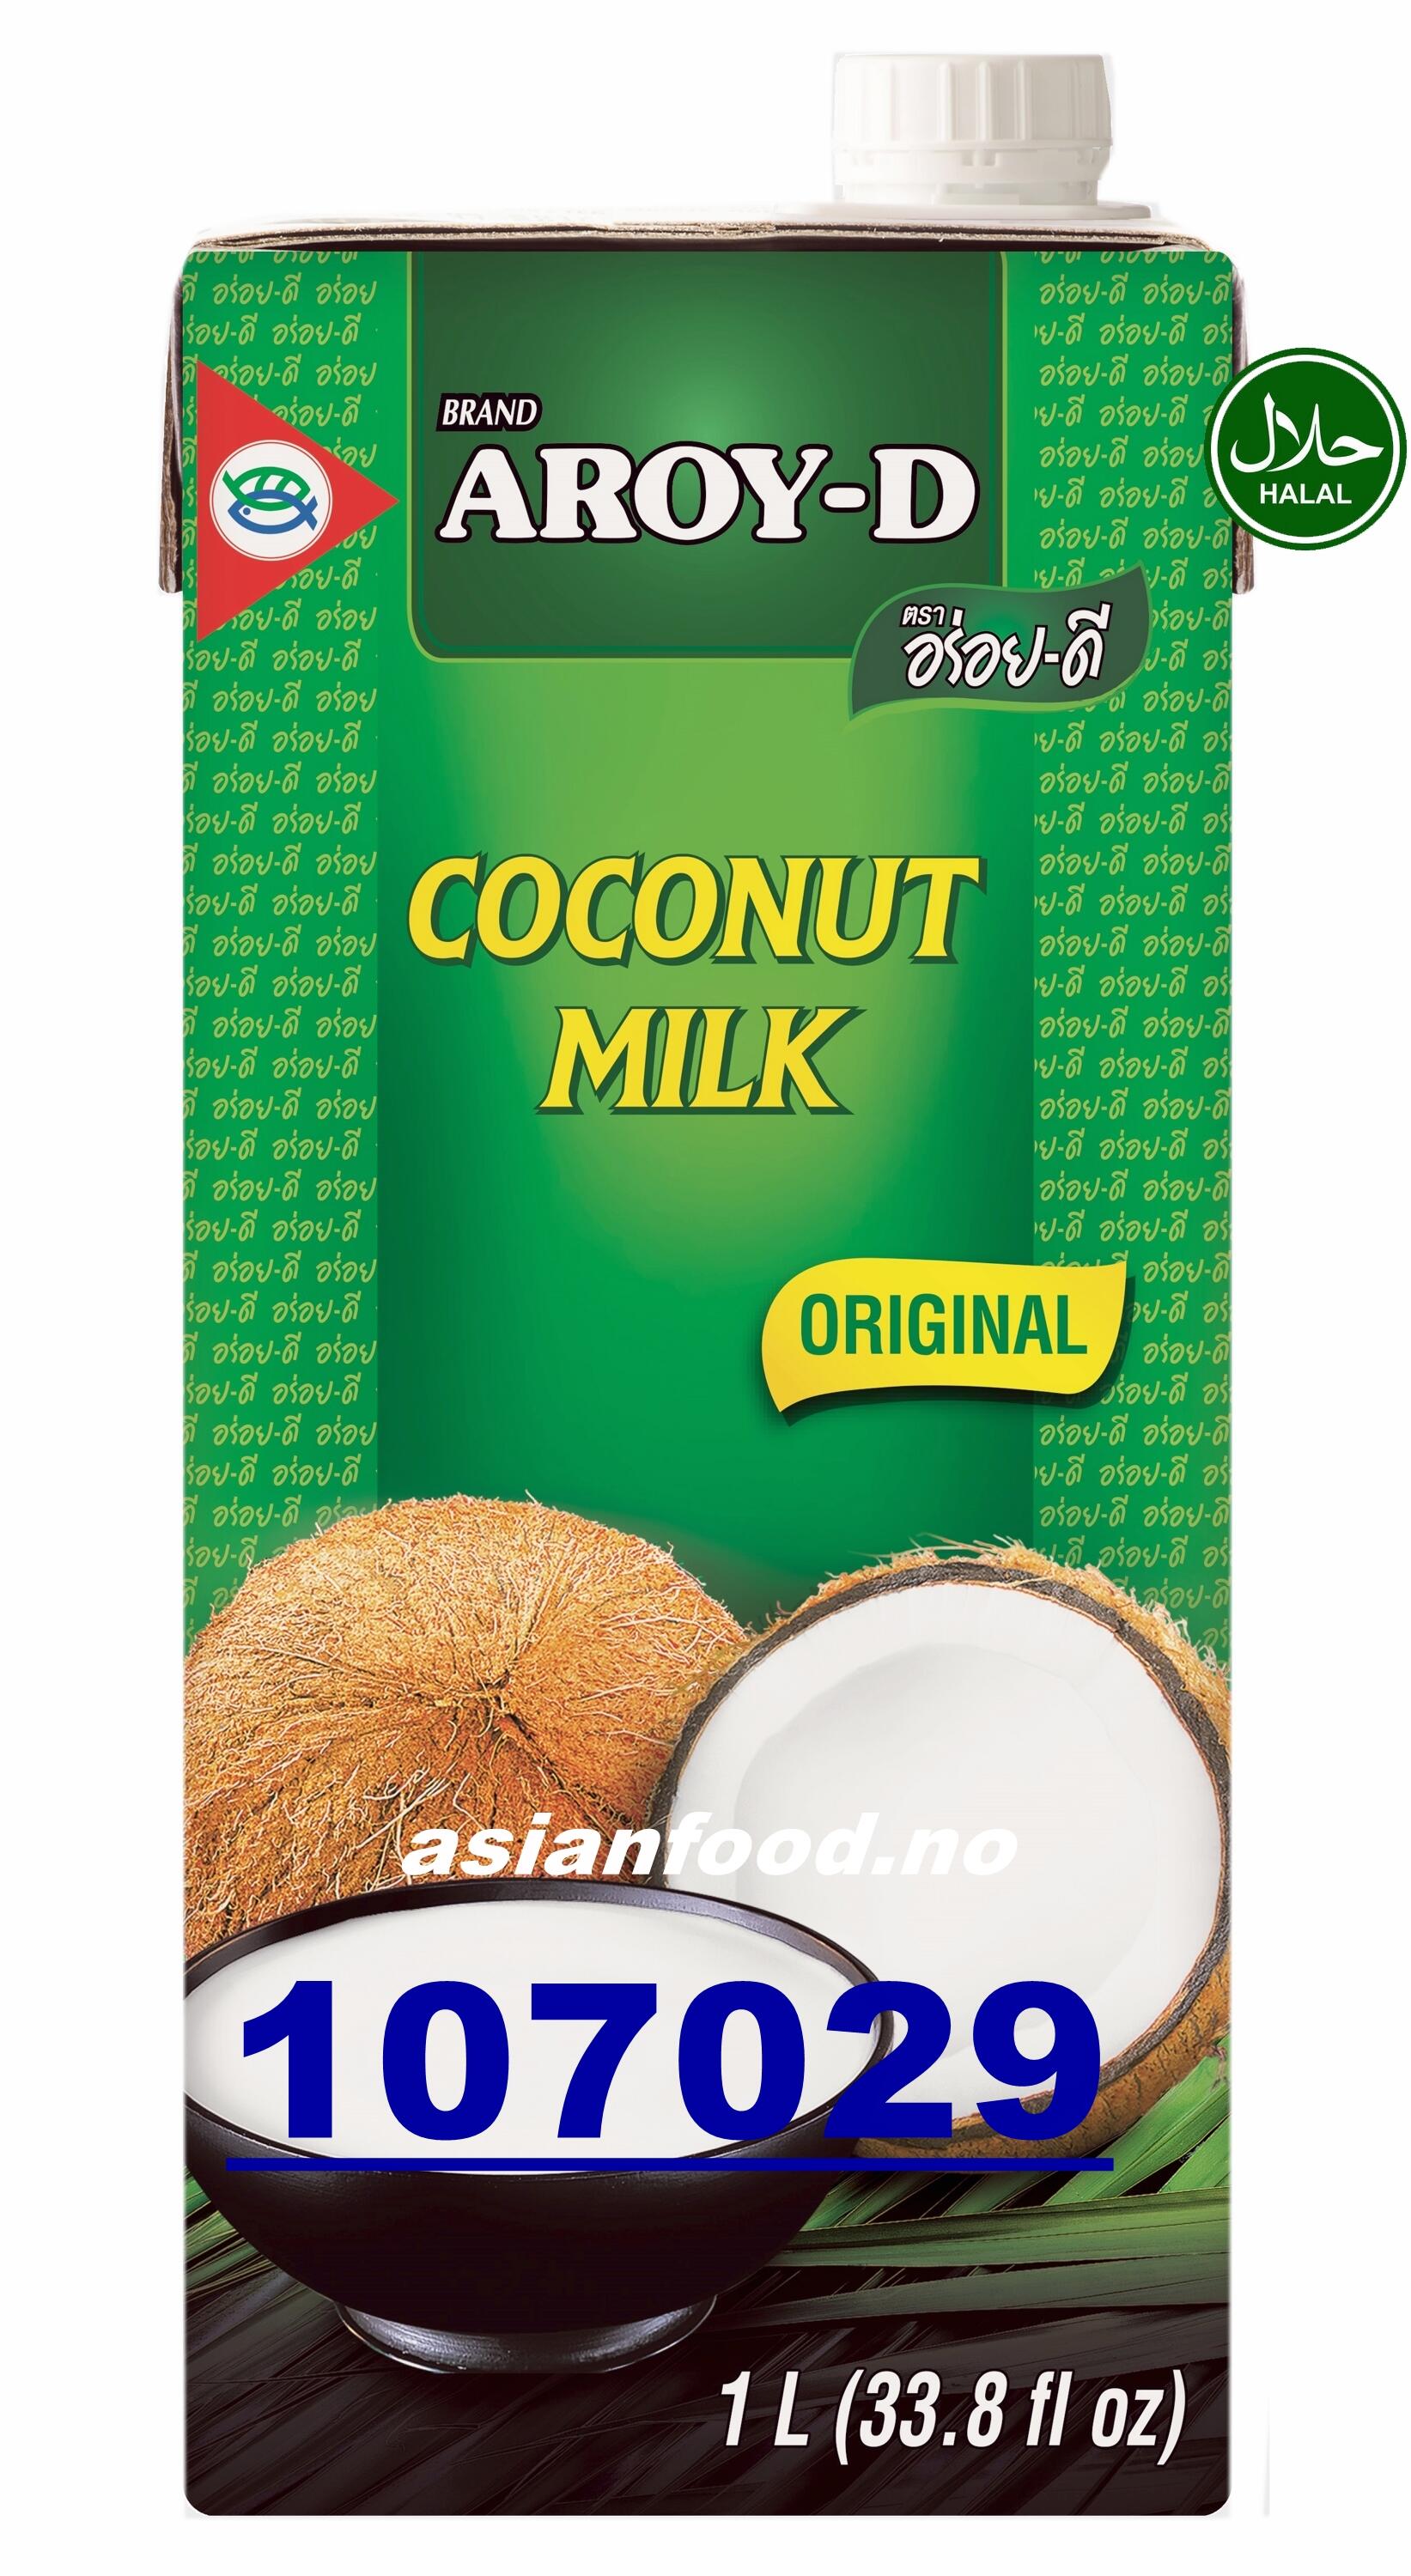 BRAND
AROY-D
حلال
HALAL
ตรา
อร่อย-ดี
COCONUT
MILK
ORIGINAL
asianfood.no
107029
1 L (33.8 fl oz)